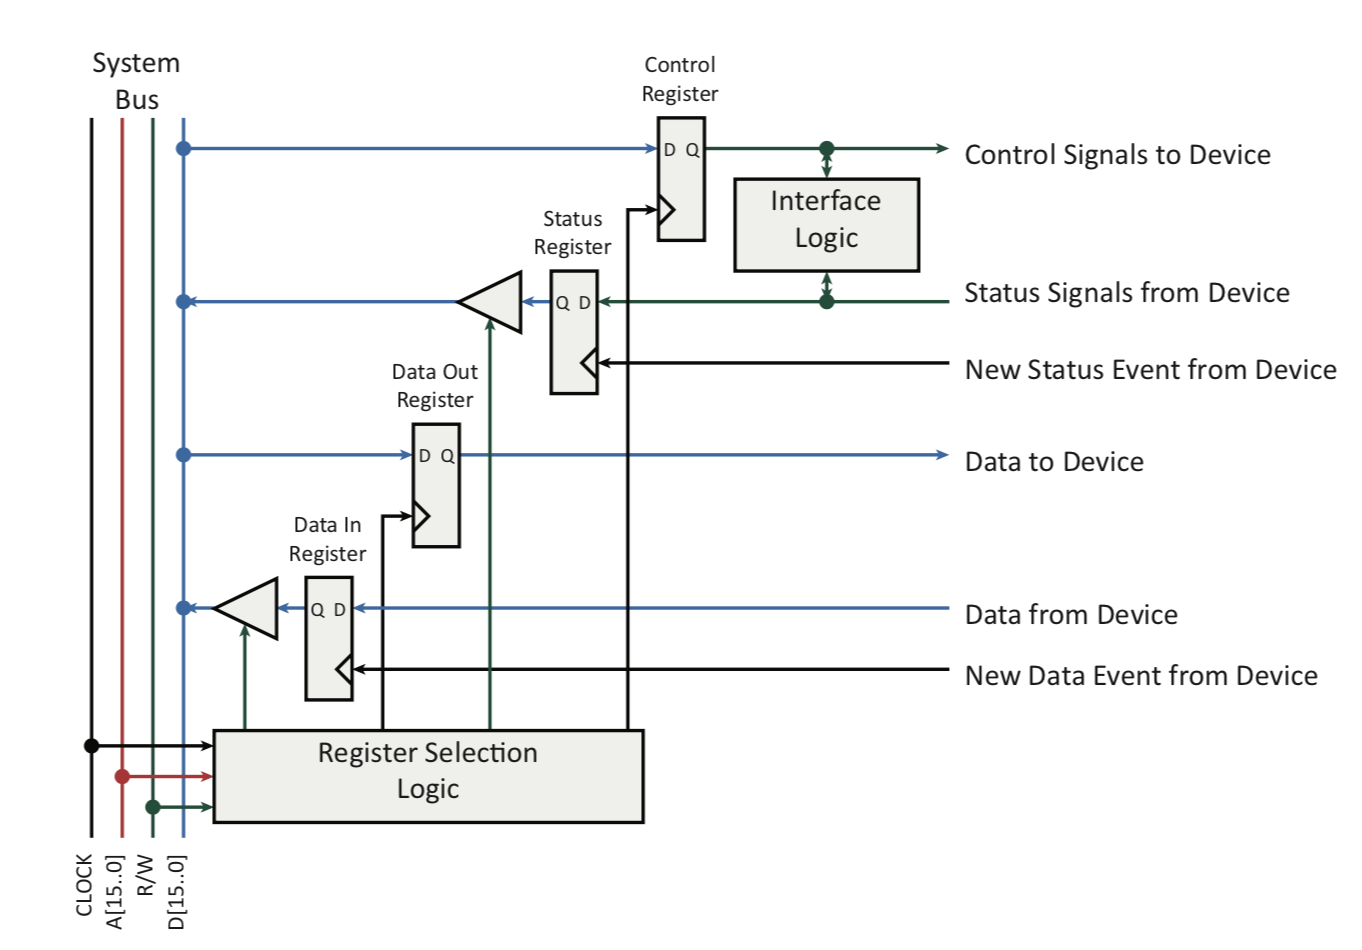 System
Bus
Control
Register
D Q
Control Signals to Device
Interface
Logic
Status
Register
Q D
Status Signals from Device
New Status Event from Device
Data Out
Register
D Q
Data to Device
Data In
Register
Q D
Data from Device
New Data Event from Device
Register Selection
Logic
CLOCK
A[15..0]
R/W
D[15..0]